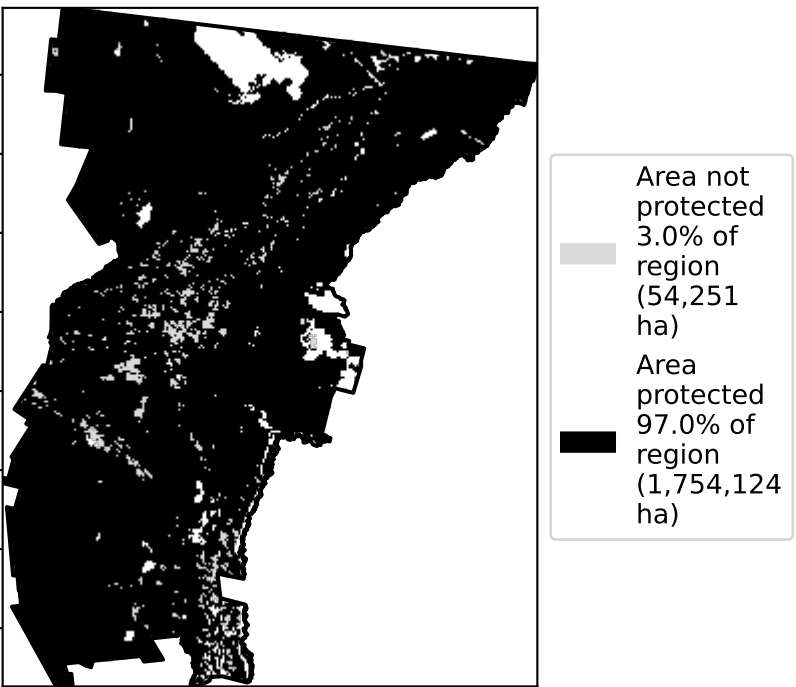 Area not
protected
3.0% of
region
(54,251
ha)
Area
protected
97.0% of
region
(1,754,124
ha)